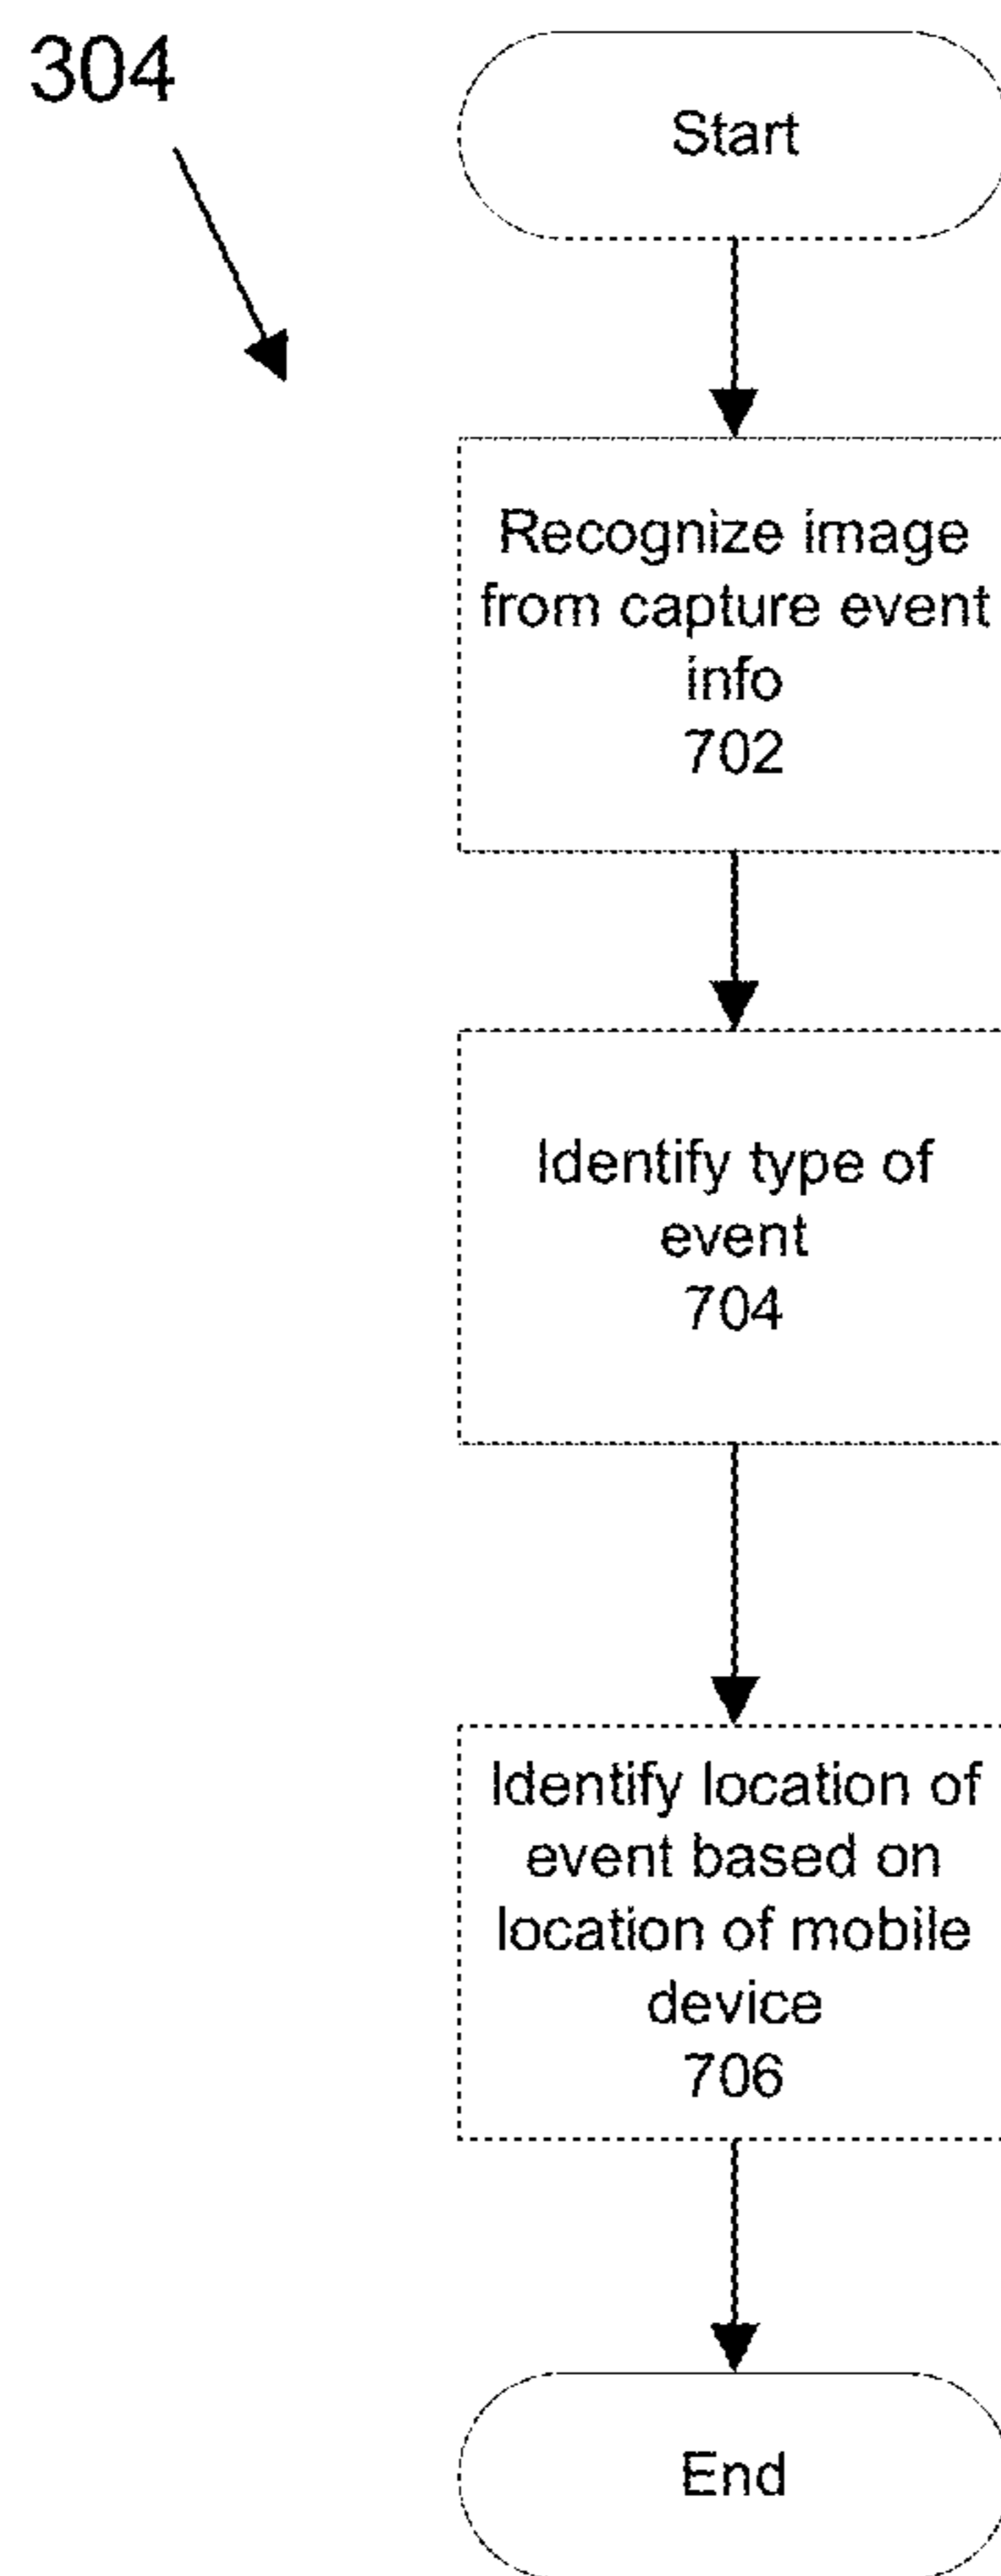 304
Start
Recognize image
from capture event
info
702
Identify type of
event
704
Identify location of
event based on
location of mobile
device
706
End